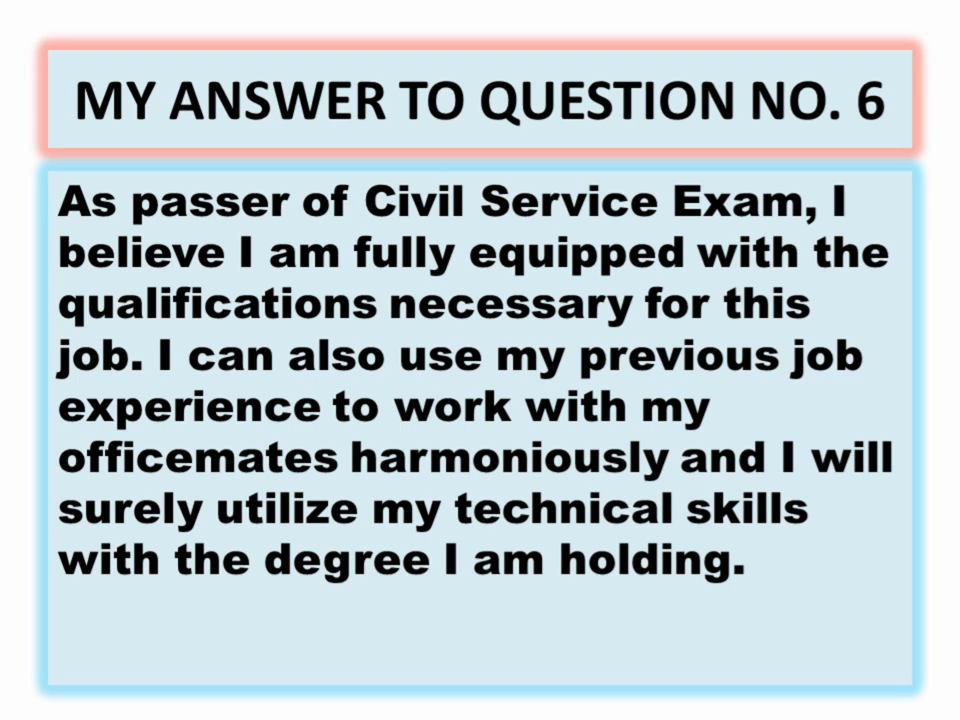 MY ANSWER TO QUESTION NO. 6
As passer of Civil Service Exam, I
believe I am fully equipped with the
qualifications necessary for this
job. I can also use my previous job
experience to work with my
officemates harmoniously and I will
surely utilize my technical skills
with the degree I am holding.